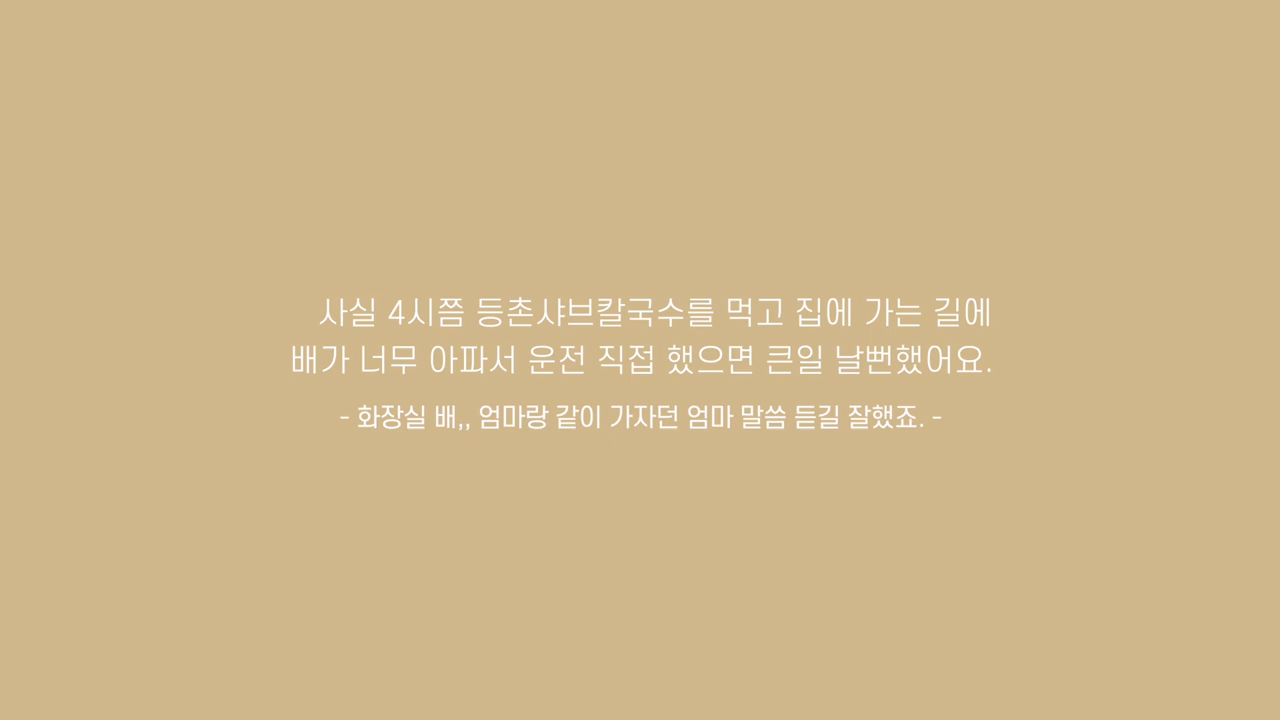 사실 4시쯤 등촌샤브칼국수를 먹고 집에 가는 길에
배가 너무 아파서 운전 직접 했으면 큰일 날뻔했어요.
- 화장실 배,, 엄마랑 같이 가자던 엄마 말씀 듣길 잘했죠. -